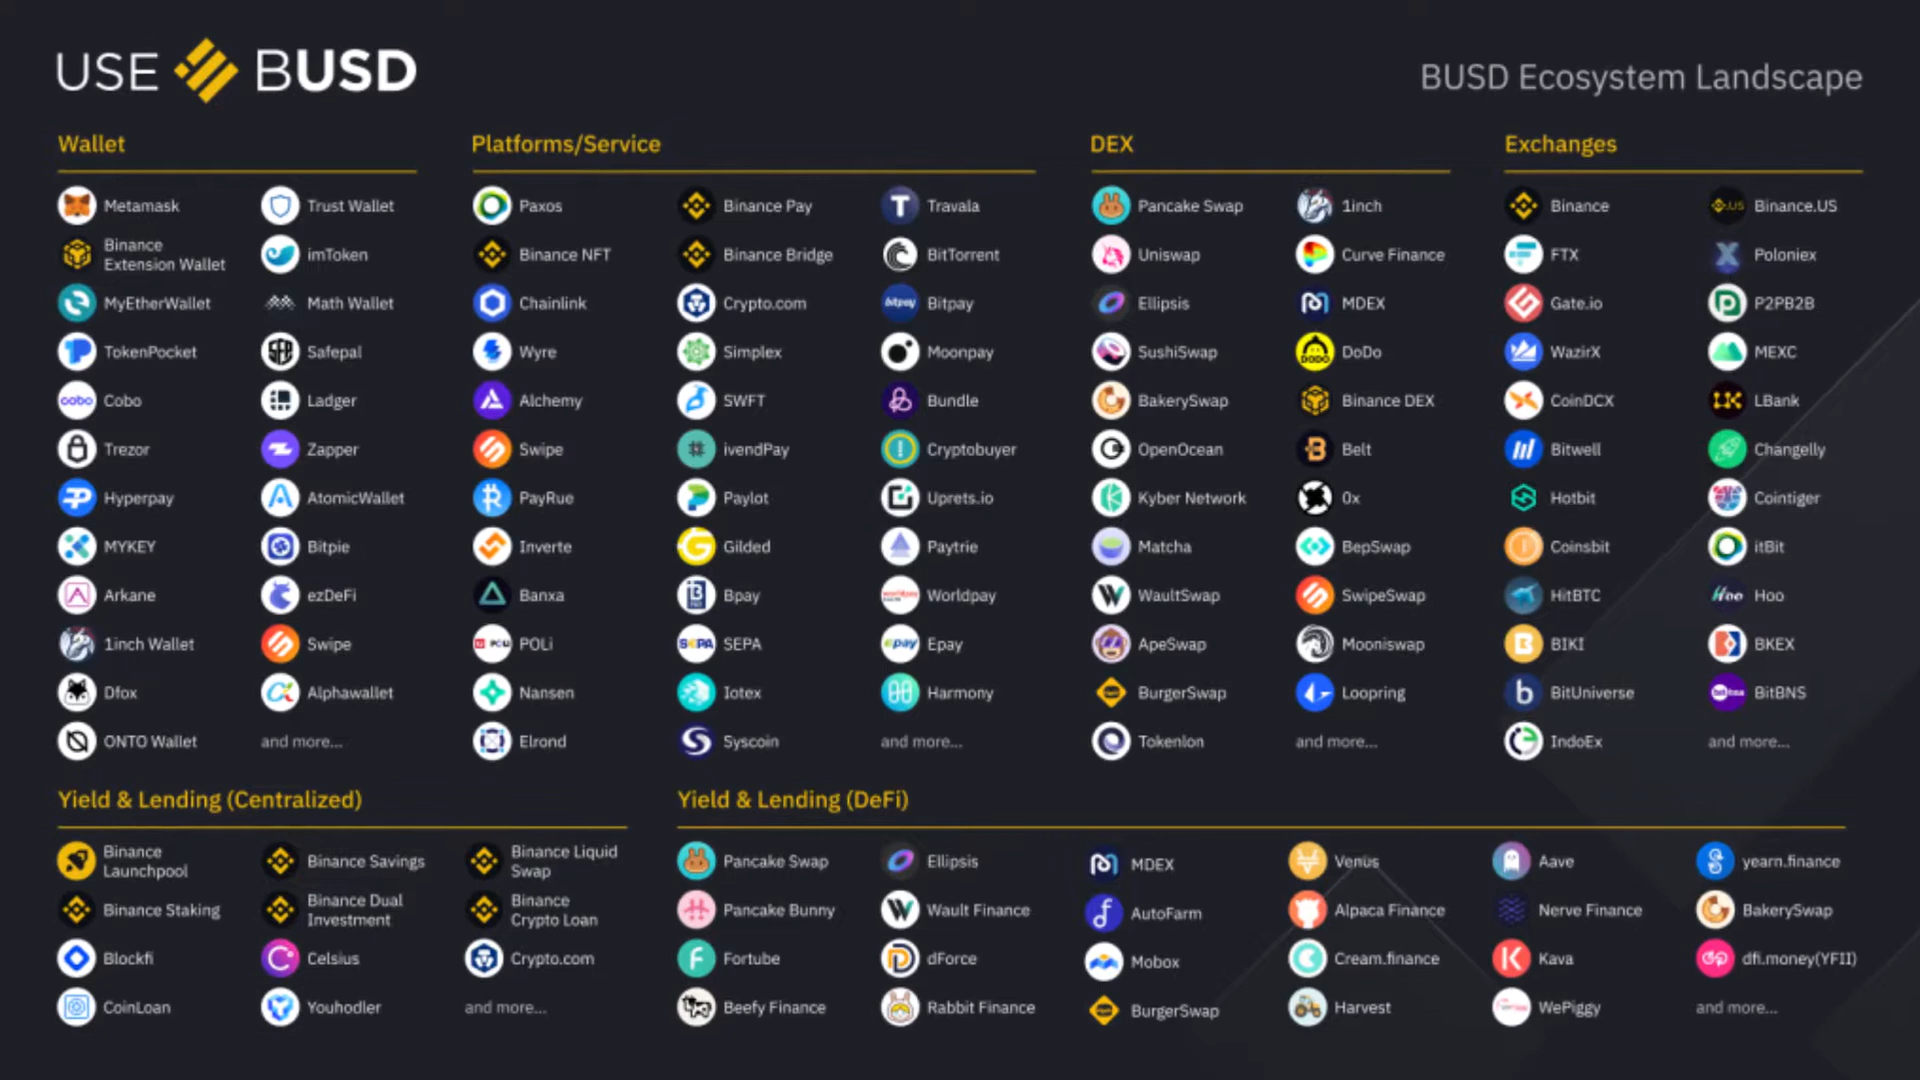 USE BUSD
BUSD Ecosystem Landscape
Wallet
Metamask
Trust Wallet
Binance
Extension Wallet
imToken
MyEtherWallet
Math Wallet
TokenPocket
Safepal
Cobo
Ladger
Trezor
Zapper
Hyperpay
AtomicWallet
MYKEY
Bitpie
Arkane
ezDeFi
1inch Wallet
Swipe
Dfox
Alphawallet
ONTO Wallet
and more...
Platforms/Service
Paxos
Binance Pay
Travala
Binance NFT
Binance Bridge
BitTorrent
Chainlink
Crypto.com
Bitpay
Wyre
Simplex
Moonpay
Alchemy
SWFT
Bundle
Swipe
ivendPay
Cryptobuyer
PayRue
Paylot
Uprets.io
Inverte
Gilded
Paytrie
Banxa
Bpay
Worldpay
POLi
SEPA
Epay
Nansen
Iotex
Harmony
Elrond
Syscoin
and more...
DEX
Pancake Swap
1inch
Uniswap
Curve Finance
Ellipsis
MDEX
SushiSwap
DoDo
BakerySwap
Binance DEX
OpenOcean
Belt
Kyber Network
0x
Matcha
BepSwap
WaultSwap
SwipeSwap
ApeSwap
Mooniswap
BurgerSwap
Loopring
Tokenlon
and more...
Exchanges
Binance
Binance.US
FTX
Poloniex
Gate.io
P2PB2B
WazirX
MEXC
CoinDCX
LBank
Bitwell
Changelly
Hotbit
Cointiger
Coinsbit
itBit
HitBTC
Hoo
BIKI
BKEX
BitUniverse
BitBNS
IndoEx
and more...
Yield & Lending (Centralized)
Binance
Launchpool
Binance Savings
Binance Liquid
Swap
Binance Staking
Binance Dual
Investment
Binance
Crypto Loan
Blockfi
Celsius
Crypto.com
CoinLoan
Youhodler
and more...
Yield & Lending (DeFi)
Pancake Swap
Ellipsis
MDEX
Venus
Aave
yearn.finance
Pancake Bunny
Wault Finance
AutoFarm
Alpaca Finance
Nerve Finance
BakerySwap
Fortube
dForce
Mobox
Cream.finance
Kava
dfi.money(YFII)
Beefy Finance
Rabbit Finance
BurgerSwap
Harvest
WePiggy
and more...